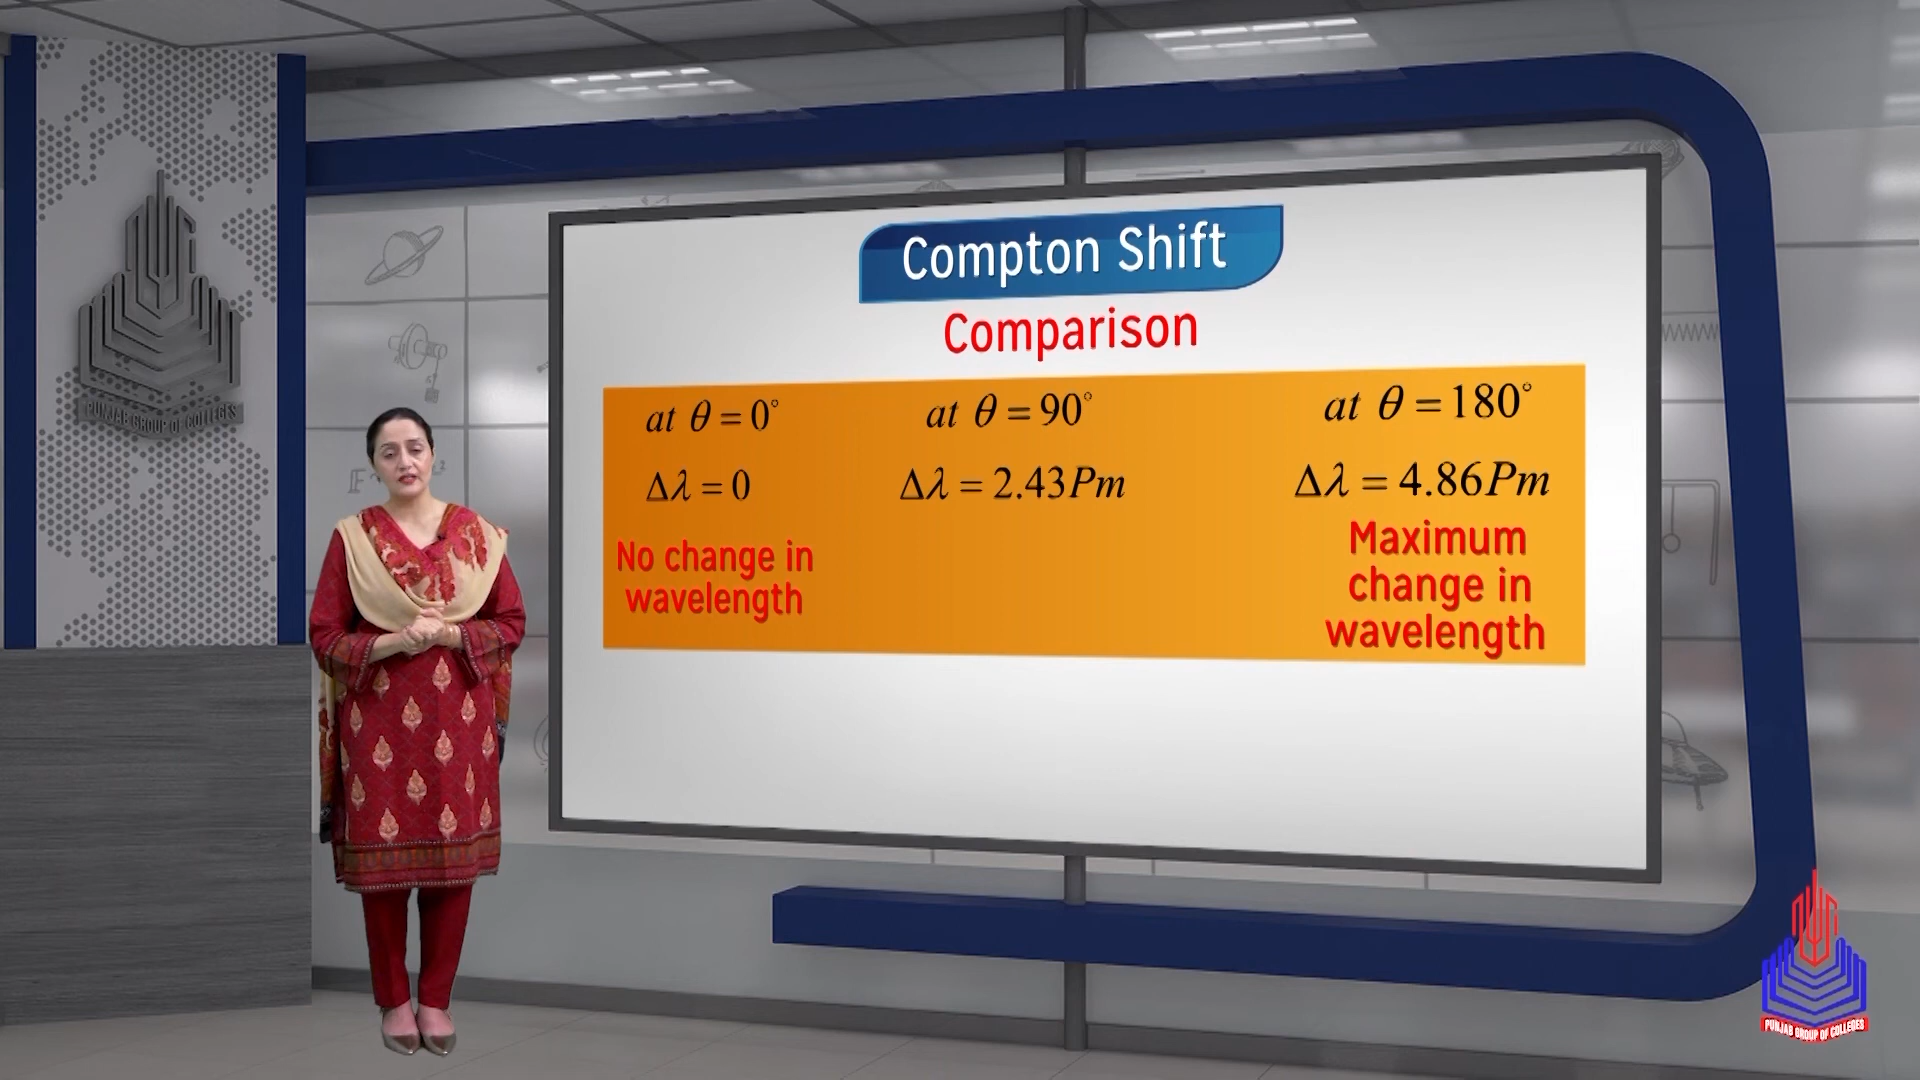 Compton Shift
Comparison
at θ = 0°
at θ = 90°
at θ = 180°
Δλ = 0
Δλ = 2.43Pm
Δλ = 4.86Pm
No change in
wavelength
Maximum
change in
wavelength
PUNJAB GROUP OF COLLEGES
PUNJAB GROUP OF COLLEGES